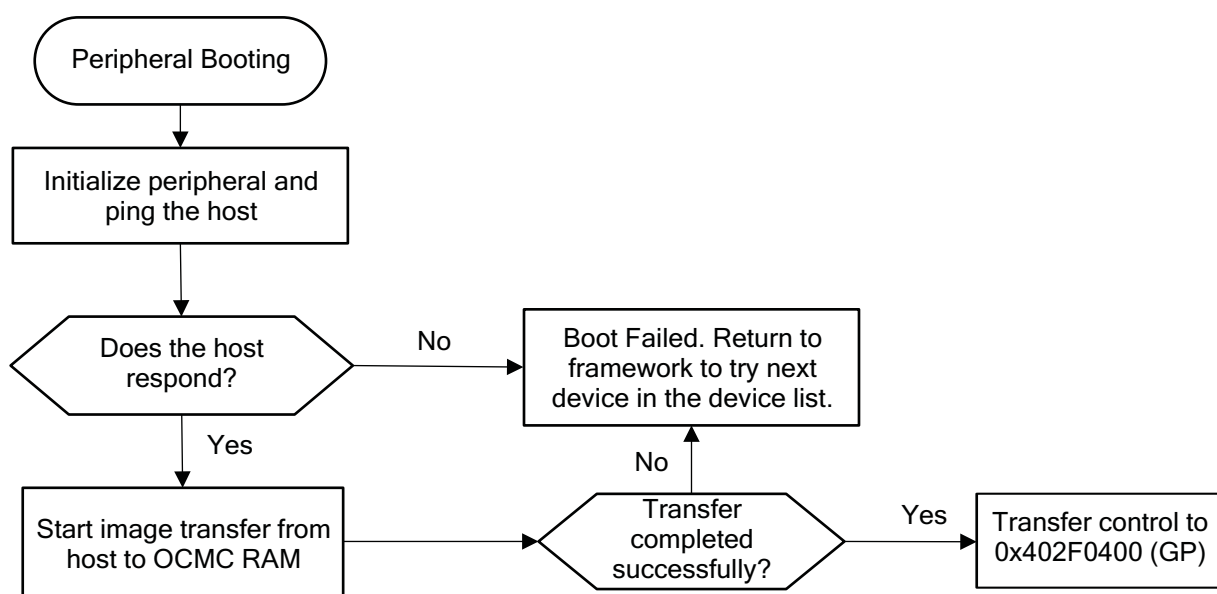 Peripheral Booting
Initialize peripheral and
ping the host
Does the host
respond?
No
Boot Failed. Return to
framework to try next
device in the device list.
Yes
No
Start image transfer from
host to OCMC RAM
Transfer
completed
successfully?
Yes
Transfer control to
0x402F0400 (GP)